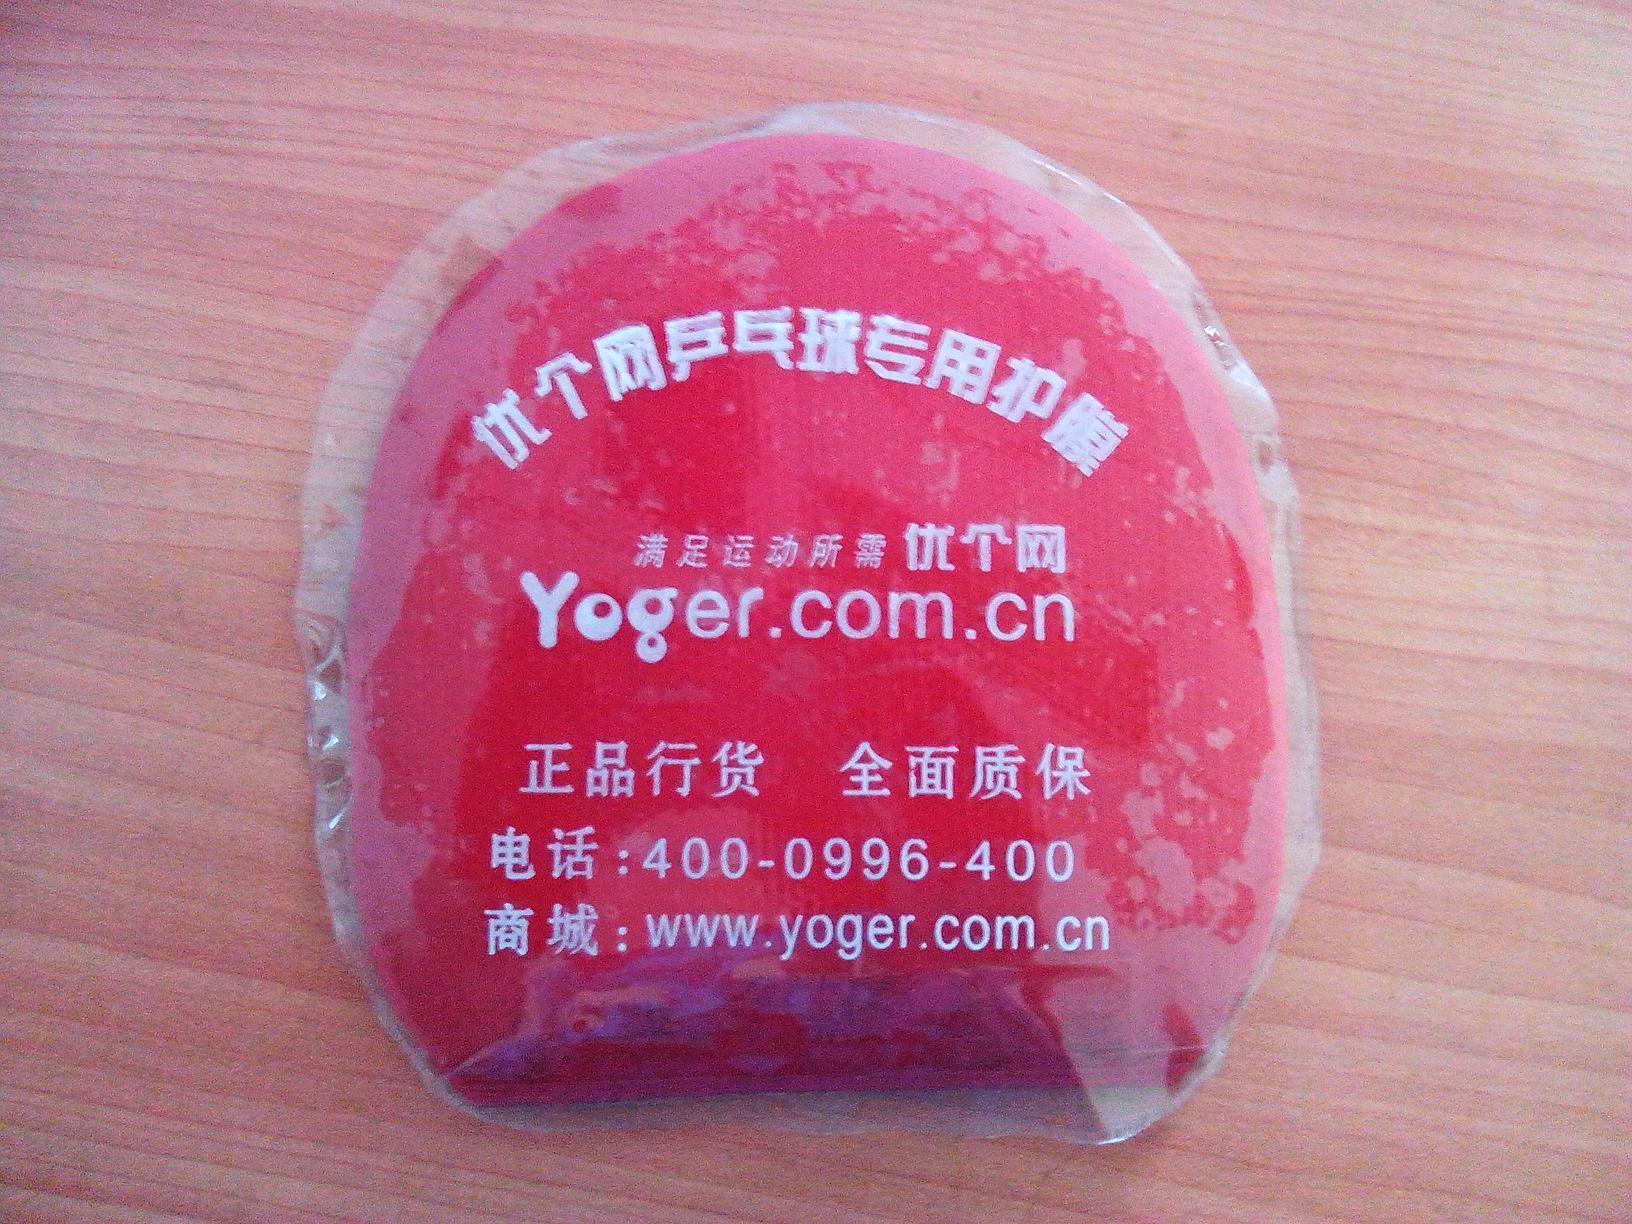 优个网乒乓球专用护膜
满足运动所需 优个网
Yoger.com.cn
正品行货 全面质保
电话:400-0996-400
商城:www.yoger.com.cn